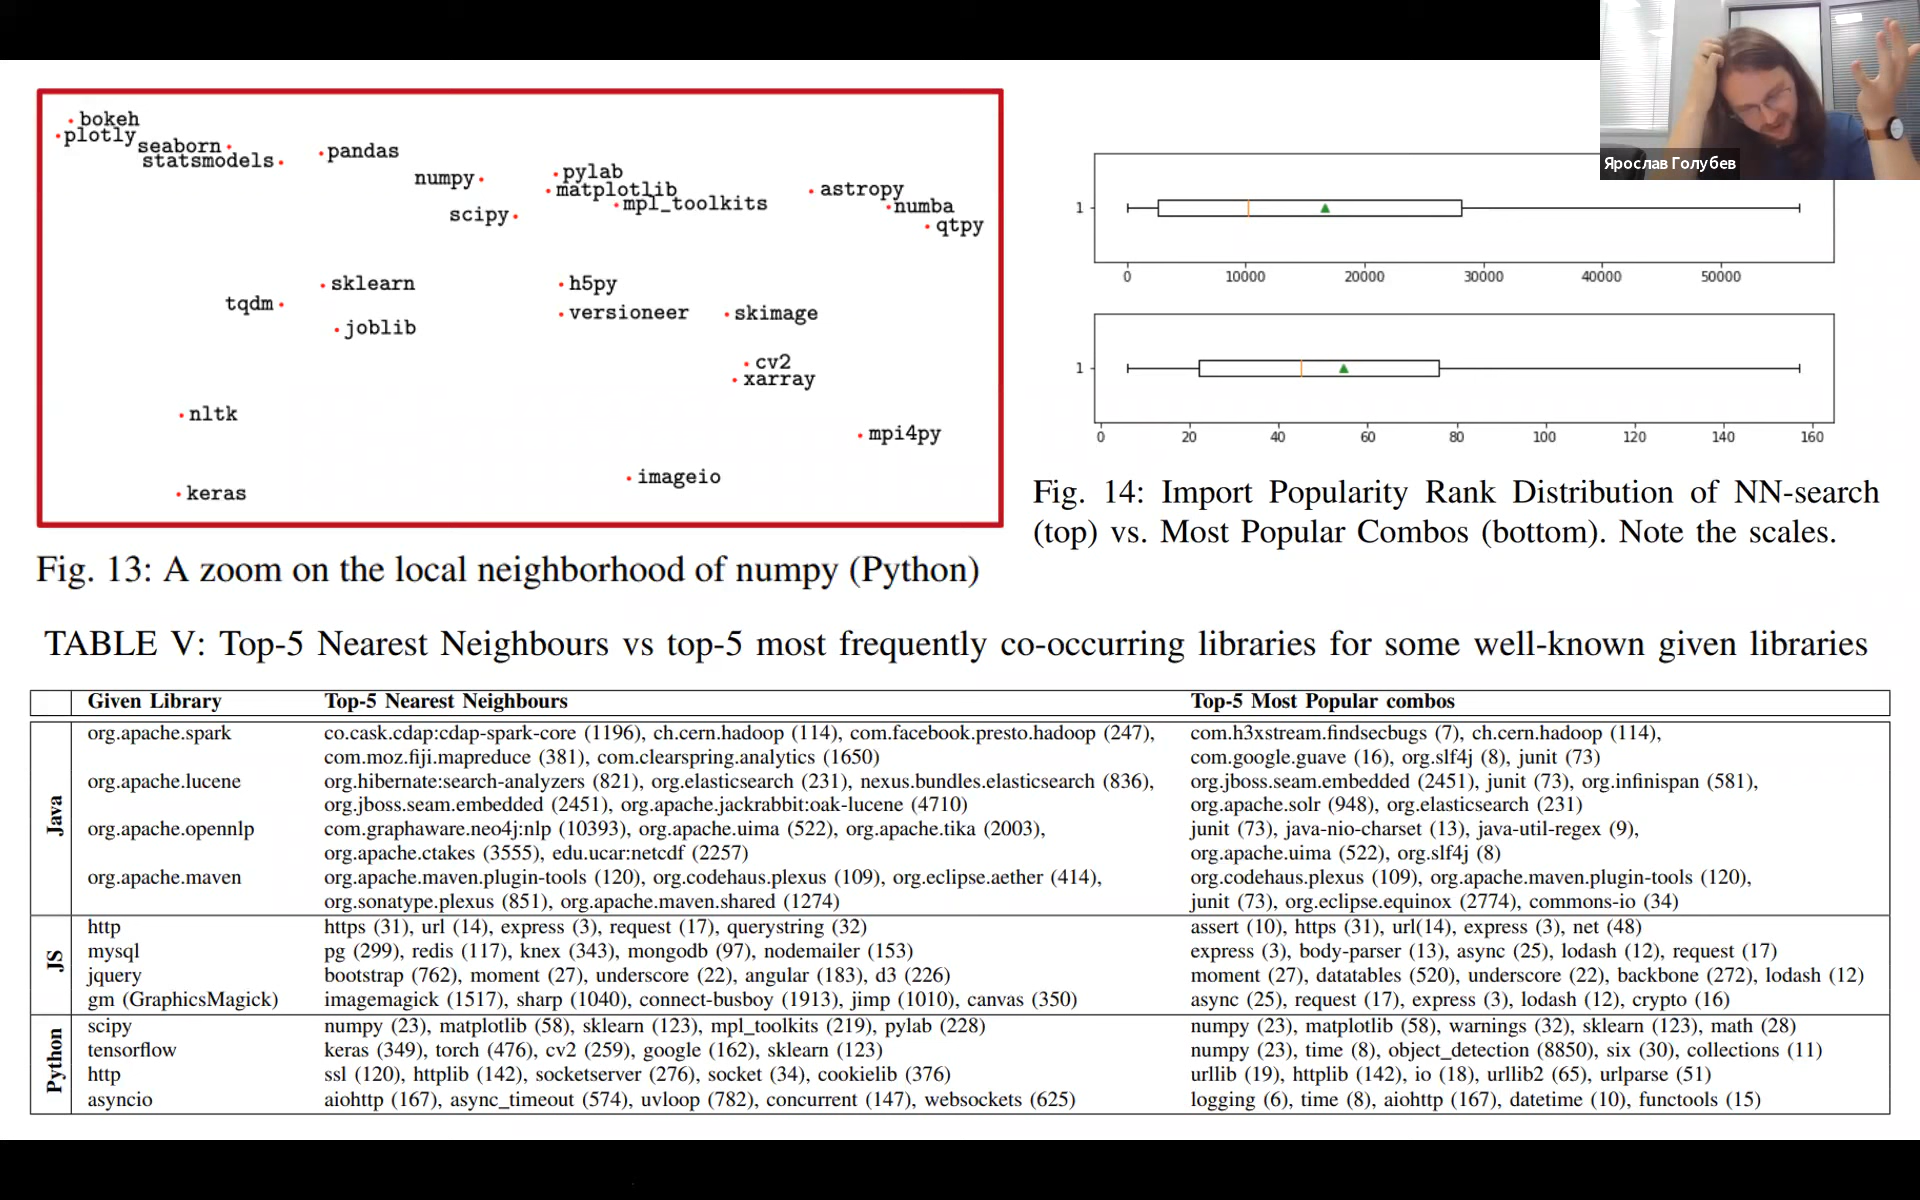 bokeh
plotly
seaborn
statsmodels
pandas
numpy
scipy
pylab
matplotlib
mpl_toolkits
astropy
numba
qtpy
sklearn
tqdm
joblib
h5py
versioneer
skimage
cv2
xarray
nltk
mpi4py
imageio
keras
Fig. 13: A zoom on the local neighborhood of numpy (Python)
Ярослав Голубев
1
0 10000 20000 30000 40000 50000
1
0 20 40 60 80 100 120 140 160
Fig. 14: Import Popularity Rank Distribution of NN-search
(top) vs. Most Popular Combos (bottom). Note the scales.
TABLE V: Top-5 Nearest Neighbours vs top-5 most frequently co-occurring libraries for some well-known given libraries
Given Library Top-5 Nearest Neighbours Top-5 Most Popular combos
Java
org.apache.spark co.cask.cdap:cdap-spark-core (1196), ch.cern.hadoop (114), com.facebook.presto.hadoop (247), com.h3xstream.findsecbugs (7), ch.cern.hadoop (114),
com.moz.fiji.mapreduce (381), com.clearspring.analytics (1650) com.google.guave (16), org.slf4j (8), junit (73)
org.apache.lucene org.hibernate:search-analyzers (821), org.elasticsearch (231), nexus.bundles.elasticsearch (836), org.jboss.seam.embedded (2451), junit (73), org.infinispan (581),
org.jboss.seam.embedded (2451), org.apache.jackrabbit:oak-lucene (4710) org.apache.solr (948), org.elasticsearch (231)
org.apache.opennlp com.graphaware.neo4j:nlp (10393), org.apache.uima (522), org.apache.tika (2003), junit (73), java-nio-charset (13), java-util-regex (9),
org.apache.ctakes (3555), edu.ucar:netcdf (2257) org.apache.uima (522), org.slf4j (8)
org.apache.maven org.apache.maven.plugin-tools (120), org.codehaus.plexus (109), org.eclipse.aether (414), org.codehaus.plexus (109), org.apache.maven.plugin-tools (120),
org.sonatype.plexus (851), org.apache.maven.shared (1274) junit (73), org.eclipse.equinox (2774), commons-io (34)
JS
http https (31), url (14), express (3), request (17), querystring (32) assert (10), https (31), url(14), express (3), net (48)
mysql pg (299), redis (117), knex (343), mongodb (97), nodemailer (153) express (3), body-parser (13), async (25), lodash (12), request (17)
jquery bootstrap (762), moment (27), underscore (22), angular (183), d3 (226) moment (27), datatables (520), underscore (22), backbone (272), lodash (12)
gm (GraphicsMagick) imagemagick (1517), sharp (1040), connect-busboy (1913), jimp (1010), canvas (350) async (25), request (17), express (3), lodash (12), crypto (16)
Python
scipy numpy (23), matplotlib (58), sklearn (123), mpl_toolkits (219), pylab (228) numpy (23), matplotlib (58), warnings (32), sklearn (123), math (28)
tensorflow keras (349), torch (476), cv2 (259), google (162), sklearn (123) numpy (23), time (8), object_detection (8850), six (30), collections (11)
http ssl (120), httplib (142), socketserver (276), socket (34), cookielib (376) urllib (19), httplib (142), io (18), urllib2 (65), urlparse (51)
asyncio aiohttp (167), async_timeout (574), uvloop (782), concurrent (147), websockets (625) logging (6), time (8), aiohttp (167), datetime (10), functools (15)